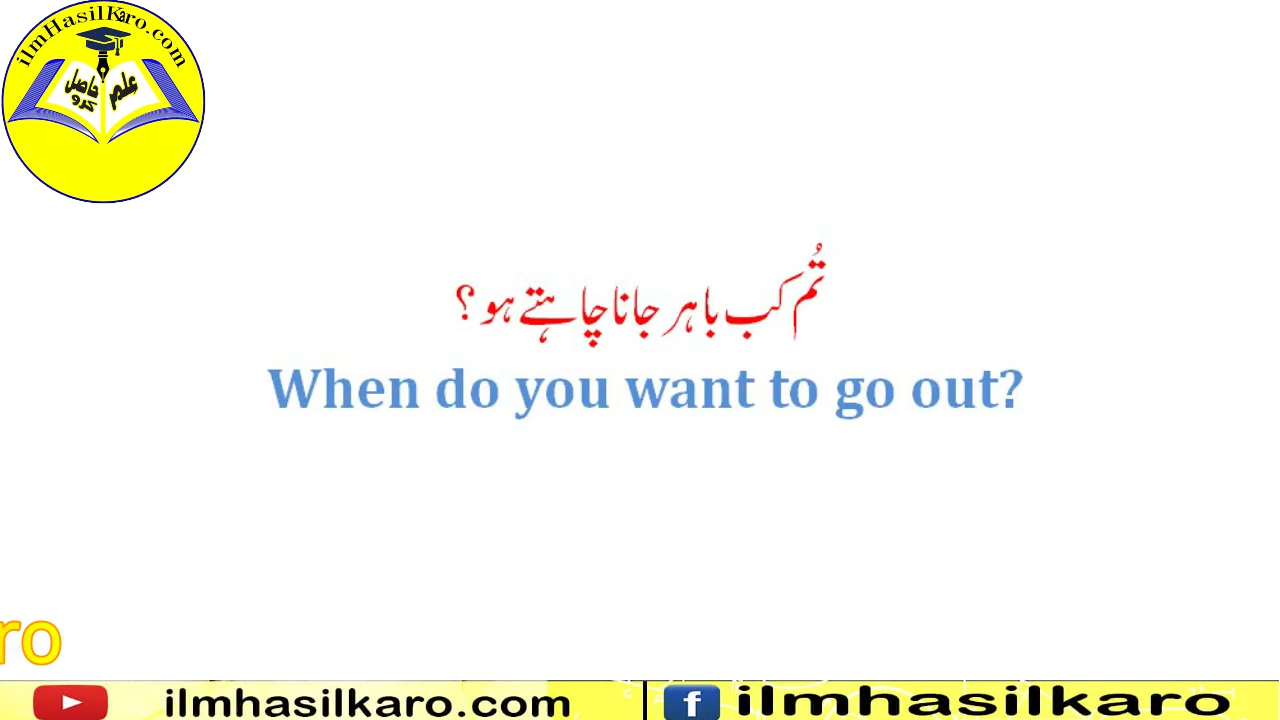 ilmHasilKaro.com
علم حاصل کرو
تُم کب باہر جانا چاہتے ہو ؟
When do you want to go out?
ro
ilmhasilkaro.com
f ilmhasilkaro